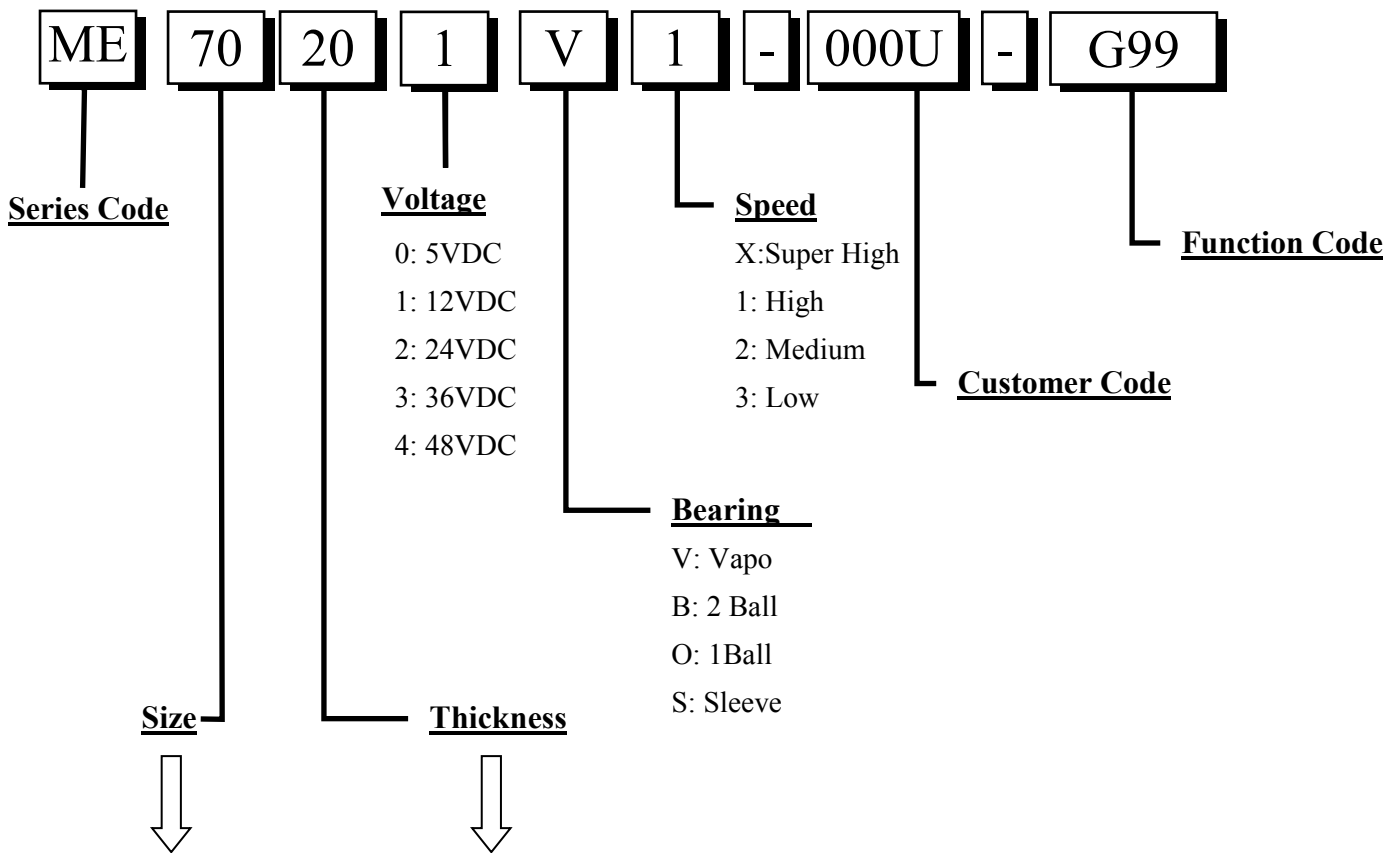 ME 70 20 1 V 1 - 000U - G99
Series Code
Voltage
0: 5VDC
1: 12VDC
2: 24VDC
3: 36VDC
4: 48VDC
Speed
X:Super High
1: High
2: Medium
3: Low
Function Code
Customer Code
Bearing
V: Vapo
B: 2 Ball
O: 1Ball
S: Sleeve
Size
Thickness